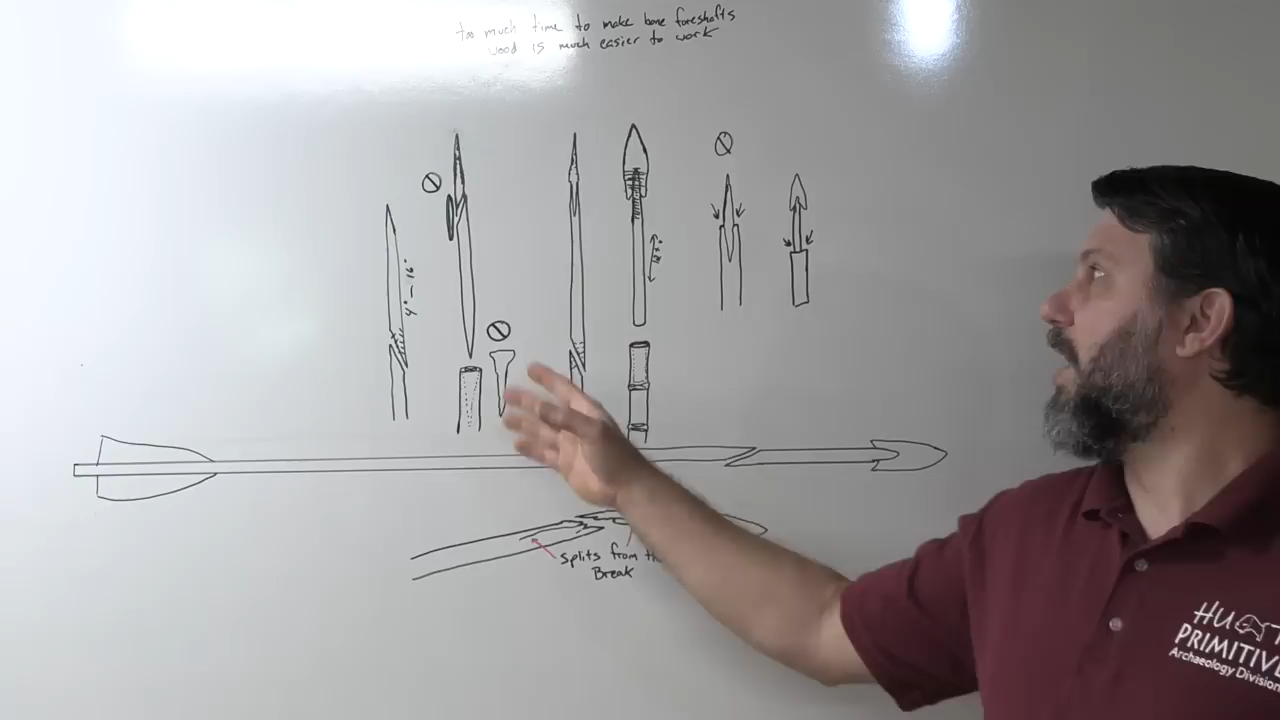 too much time to make bone foreshafts
wood is much easier to work
4" – 16"
splits from
Break
HU
PRIMITIVE
Archaeology Division